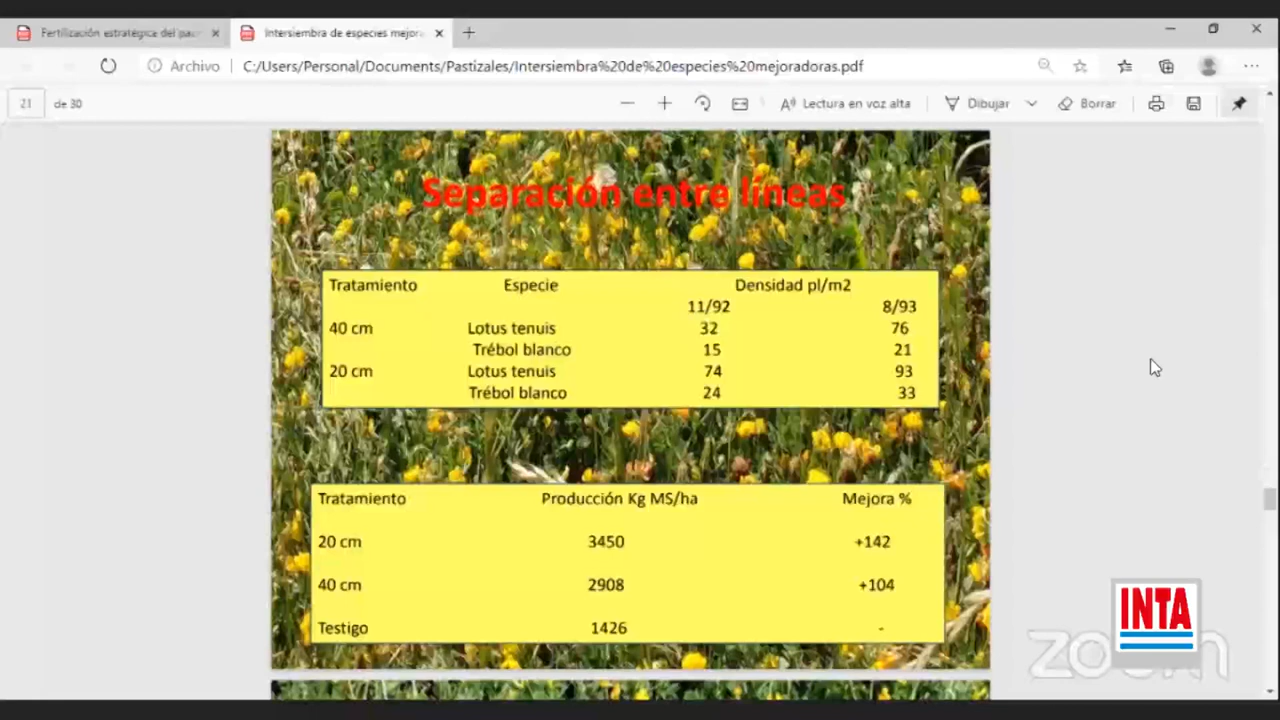 Fertilización estratégica del pas
Intersiembra de especies mejor
Archivo C:/Users/Personal/Documents/Pastizales/Intersiembra%20de%20especies%20mejoradoras.pdf
21 de 30 Lectura en voz alta Dibujar Borrar
Separación entre líneas
Tratamiento Especie Densidad pl/m2
11/92 8/93
40 cm Lotus tenuis 32 76
Trébol blanco 15 21
20 cm Lotus tenuis 74 93
Trébol blanco 24 33
Tratamiento Producción Kg MS/ha Mejora %
20 cm 3450 +142
40 cm 2908 +104
Testigo 1426 -
INTA
zoom